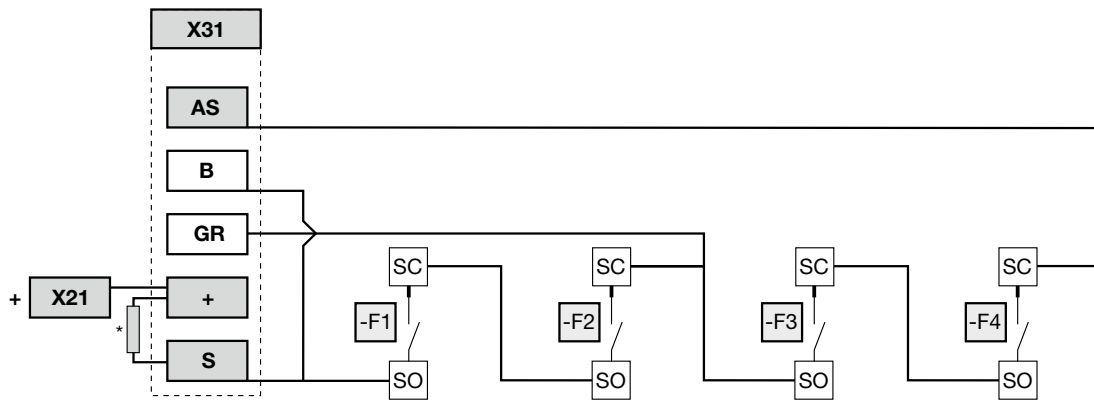 X31
AS
B
GR
SC SC SC SC
+ X21 +
*
-F1 -F2 -F3 -F4
S
SO SO SO SO